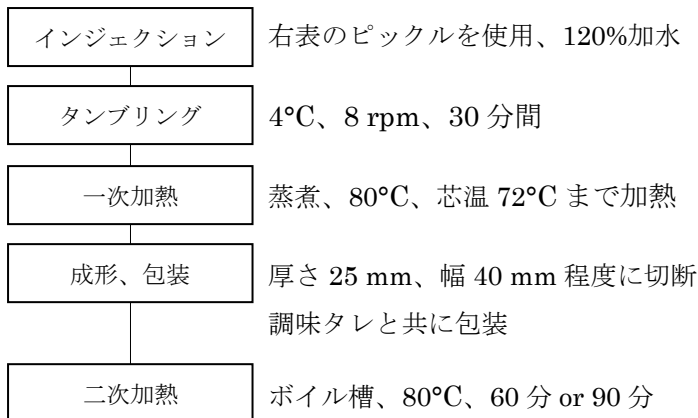 インジェクション 右表のピックルを使用、120%加水
タンブリング 4°C、8 rpm、30 分間
一次加熱 蒸煮、80°C、芯温 72°C まで加熱
成形、包装 厚さ 25 mm、幅 40 mm 程度に切断
調味タレと共に包装
二次加熱 ボイル槽、80°C、60 分 or 90 分